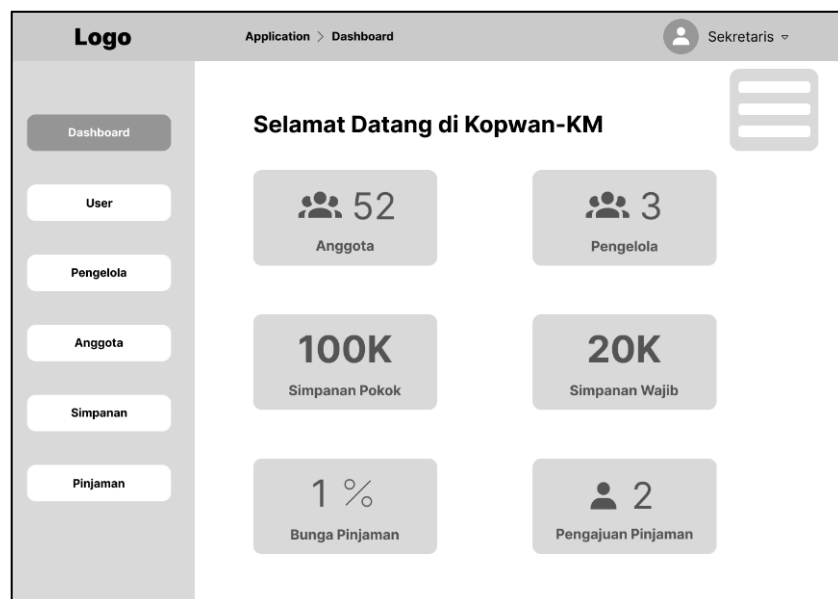 Logo
Application > Dashboard
Sekretaris
Dashboard
User
Pengelola
Anggota
Simpanan
Pinjaman
Selamat Datang di Kopwan-KM
52
Anggota
3
Pengelola
100K
Simpanan Pokok
20K
Simpanan Wajib
1 %
Bunga Pinjaman
2
Pengajuan Pinjaman